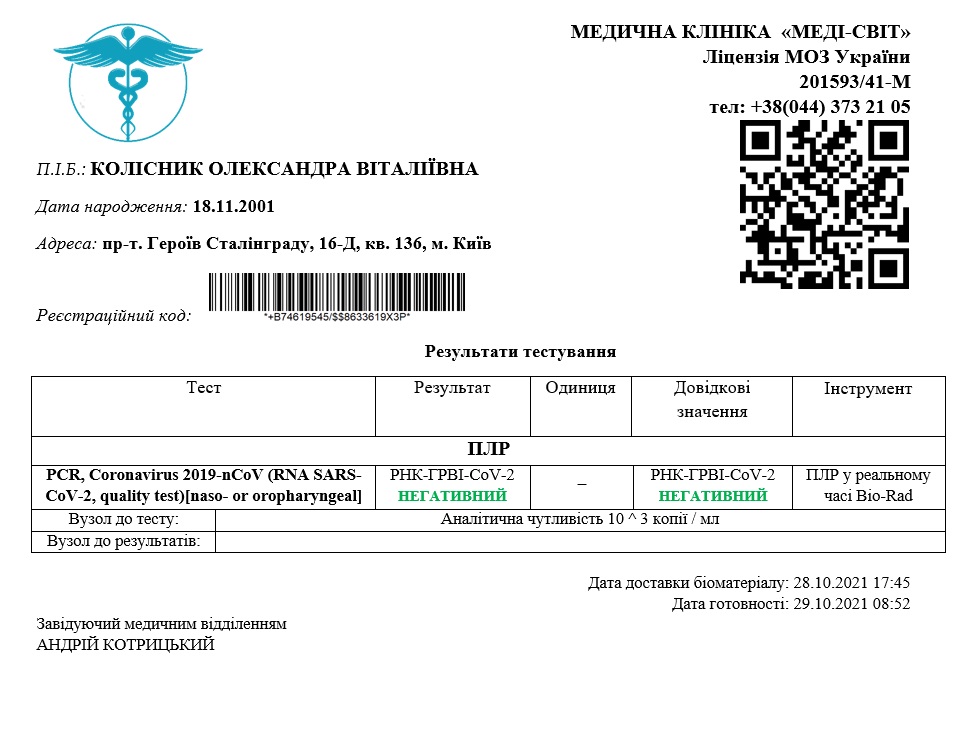 МЕДИЧНА КЛІНІКА «МЕДІ-СВІТ»
Ліцензія МОЗ України
201593/41-М
тел: +38(044) 373 21 05
П.І.Б.: КОЛІСНИК ОЛЕКСАНДРА ВІТАЛІЇВНА
Дата народження: 18.11.2001
Адреса: пр-т. Героїв Сталінграду, 16-Д, кв. 136, м. Київ
Реєстраційний код:
*+B74619545/$$8633619X3P*
Результати тестування
Тест Результат Одиниця Довідкові значення Інструмент
ПЛР
PCR, Coronavirus 2019-nCoV (RNA SARS-
CoV-2, quality test)[naso- or oropharyngeal]
РНК-ГРВІ-CoV-2
НЕГАТИВНИЙ
–
РНК-ГРВІ-CoV-2
НЕГАТИВНИЙ
ПЛР у реальному
часі Bio-Rad
Вузол до тесту: Аналітична чутливість 10 ^ 3 копії / мл
Вузол до результатів:
Дата доставки біоматеріалу: 28.10.2021 17:45
Дата готовності: 29.10.2021 08:52
Завідуючий медичним відділенням
АНДРІЙ КОТРИЦЬКИЙ